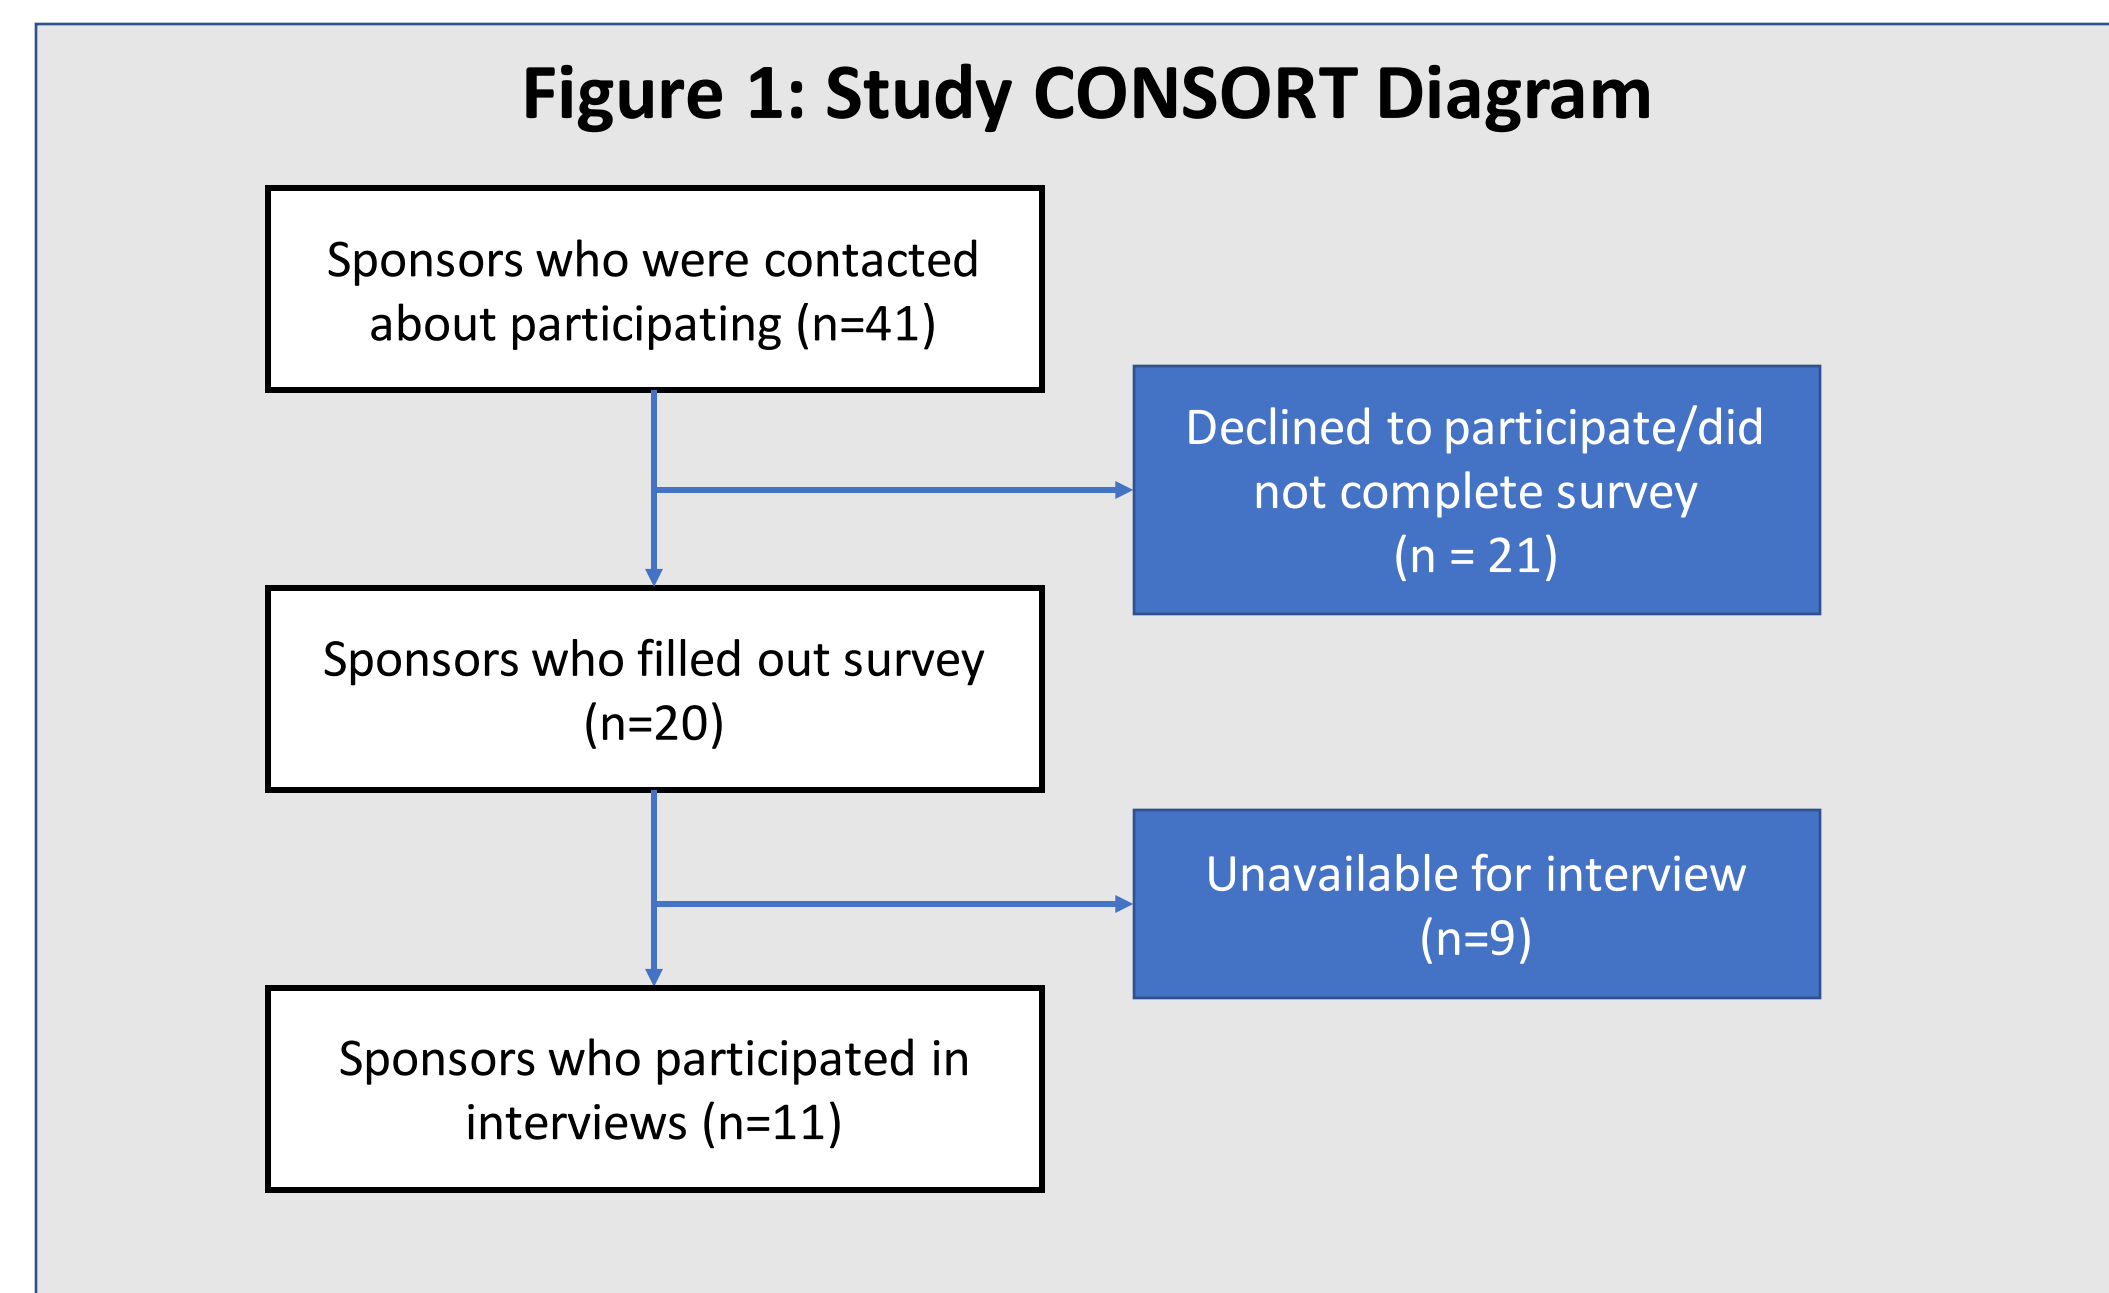 Figure 1: Study CONSORT Diagram
Sponsors who were contacted
about participating (n=41)
Declined to participate/did
not complete survey
(n = 21)
Sponsors who filled out survey
(n=20)
Unavailable for interview
(n=9)
Sponsors who participated in
interviews (n=11)